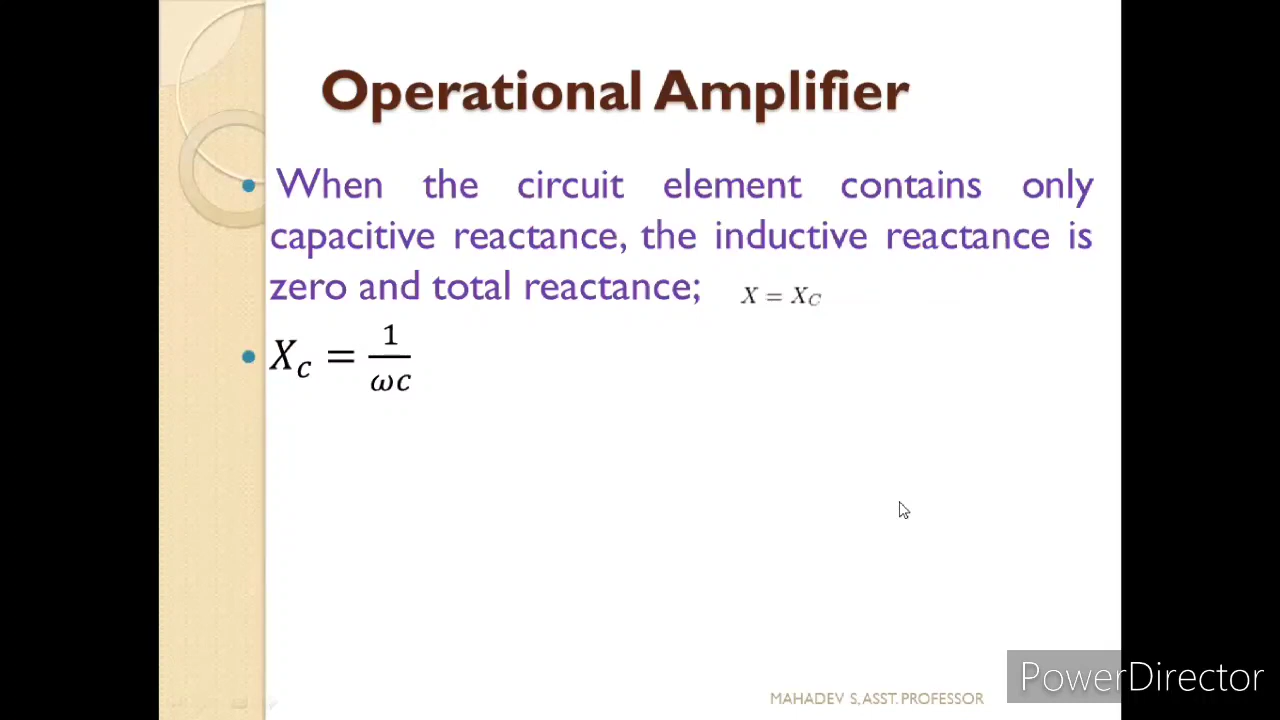 Operational Amplifier
• When the circuit element contains only
capacitive reactance, the inductive reactance is
zero and total reactance; X = X_C
• X_c = 1/ωc
MAHADEV S, ASST. PROFESSOR
PowerDirector